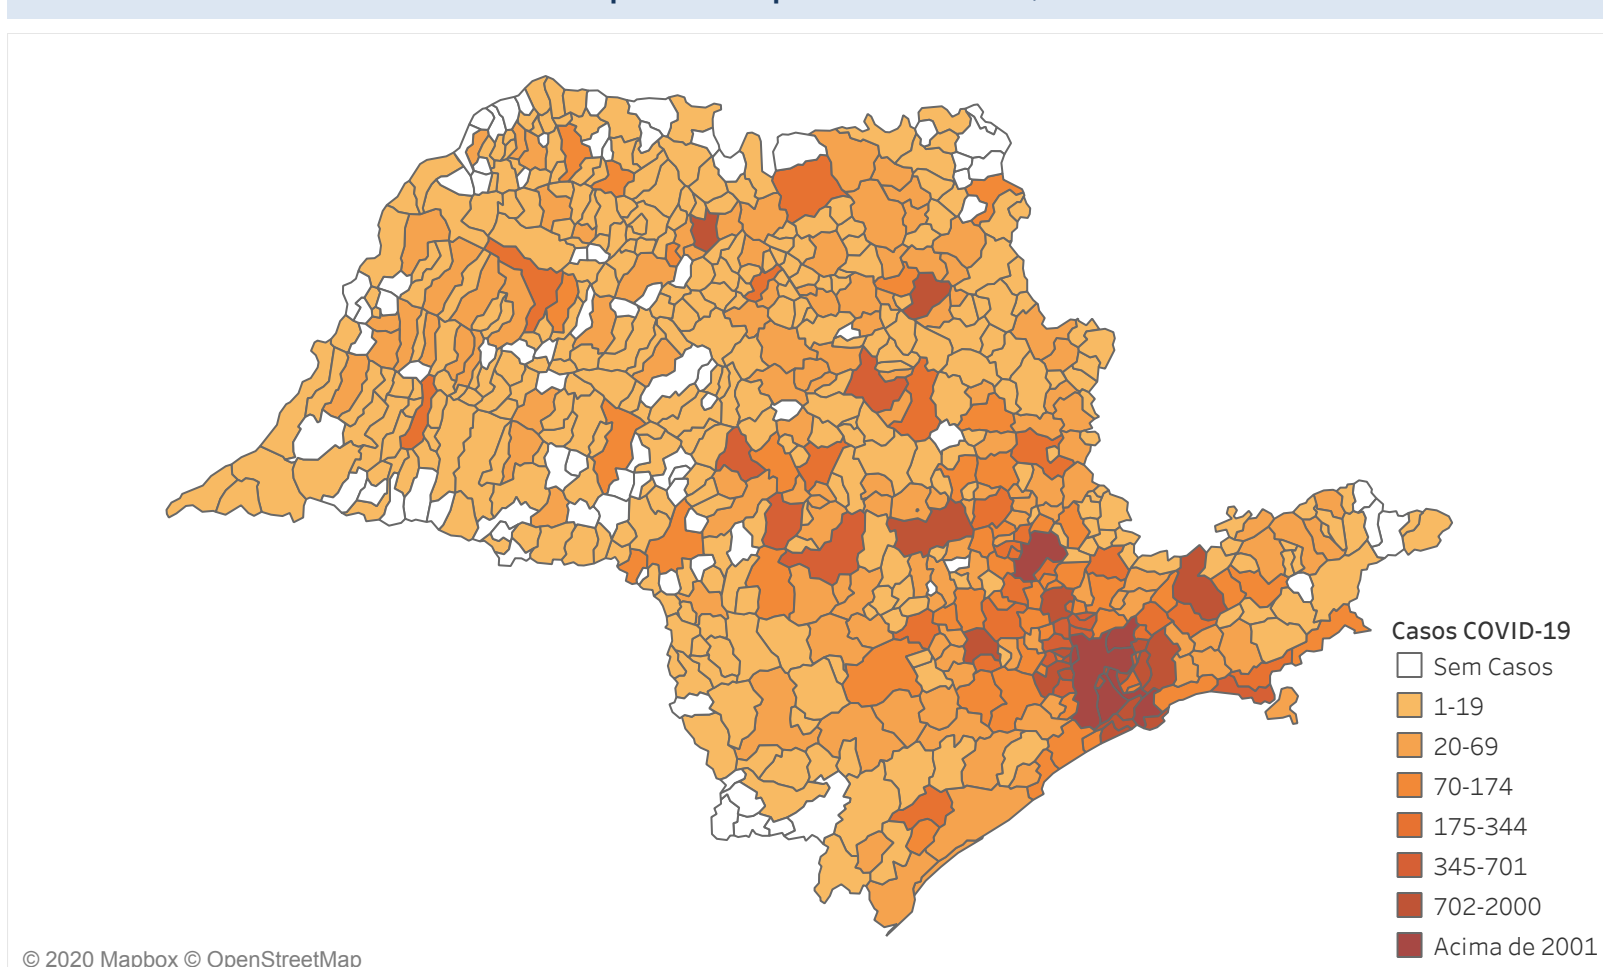 Casos COVID-19
Sem Casos
1-19
20-69
70-174
175-344
345-701
702-2000
Acima de 2001
© 2020 Mapbox © OpenStreetMap